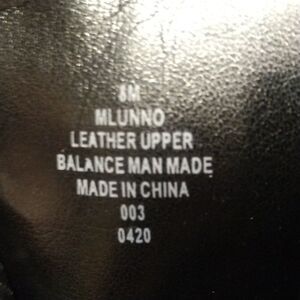 8M
MLUNNO
LEATHER UPPER
BALANCE MAN MADE
MADE IN CHINA
003
0420